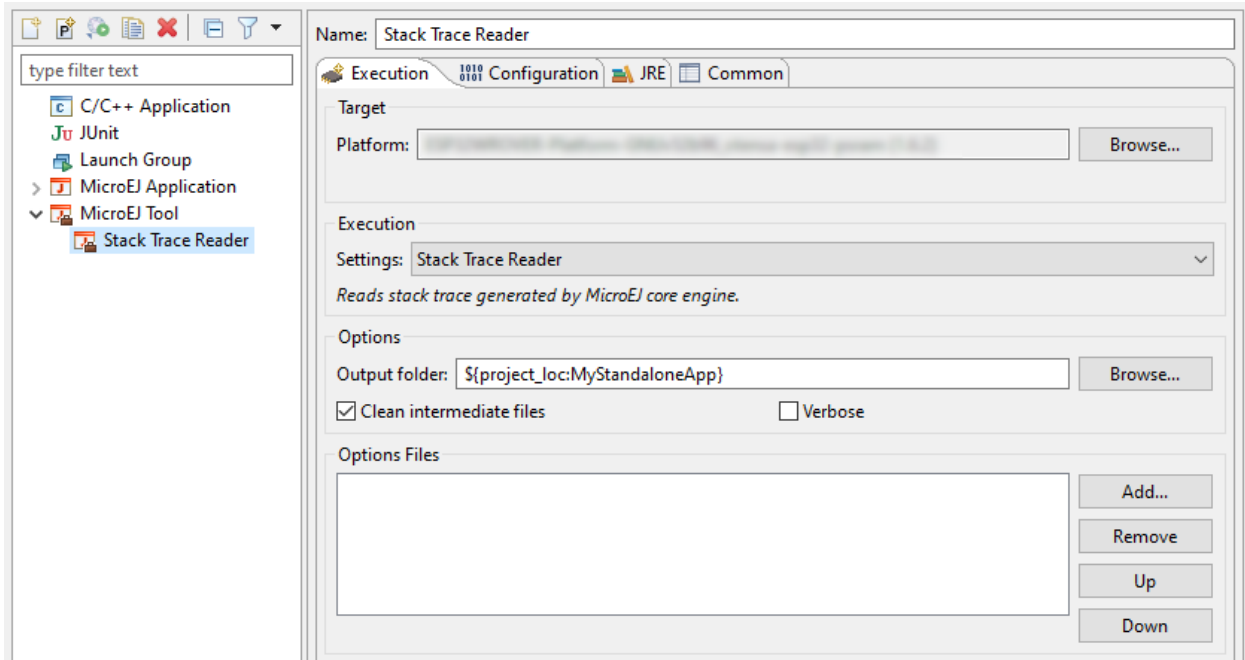 Name: Stack Trace Reader
type filter text
C/C++ Application
JUnit
Launch Group
MicroEJ Application
MicroEJ Tool
Stack Trace Reader
Execution Configuration JRE Common
Target
Platform: Browse...
Execution
Settings: Stack Trace Reader
Reads stack trace generated by MicroEJ core engine.
Options
Output folder: ${project_loc:MyStandaloneApp} Browse...
Clean intermediate files Verbose
Options Files
Add...
Remove
Up
Down